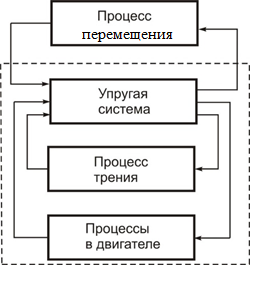 Процесс
перемещения
Упругая
система
Процесс
трения
Процессы
в двигателе